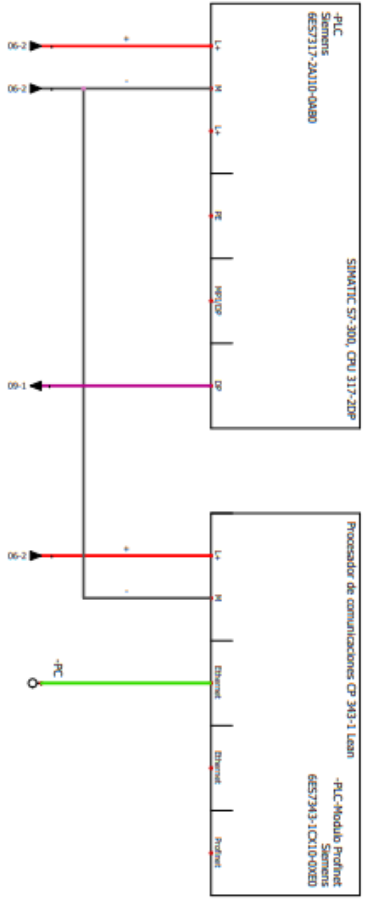 -PLC
Siemens
6ES7317-2AJ10-0AB0
SIMATIC S7-300, CPU 317-2DP
L+
M
L+
PE
MPI/DP
DP
+
-
06-2
06-2
09-1
Procesador de comunicaciones CP 343-1 Lean
-PLC-Modulo Profinet
Siemens
6ES7343-1CX10-0XE0
L+
M
Ethernet
Ethernet
Profinet
+
-
06-2
-PC